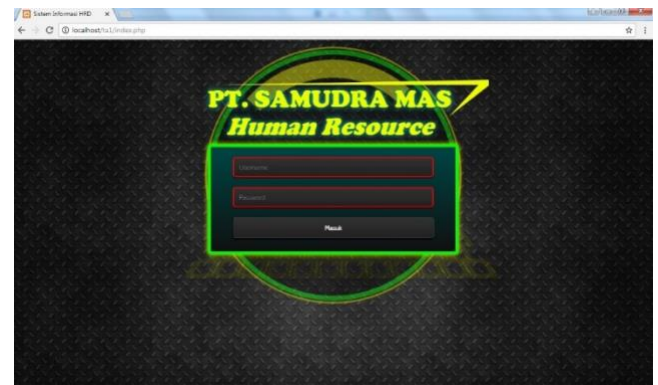 Sistem Informasi HRD
localhost/ta1/index.php
PT. SAMUDRA MAS
Human Resource
Username
Password
Masuk